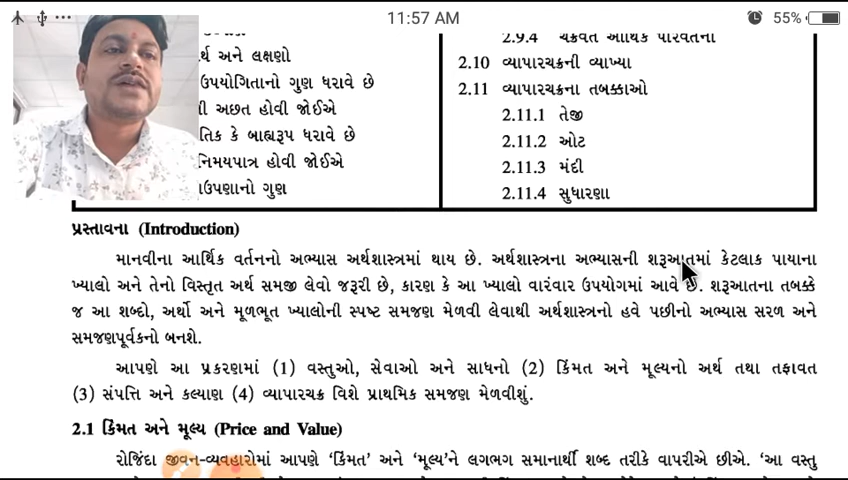 11:57 AM
55%
ર્થ અને લક્ષણો
ઉપયોગિતાનો ગુણ ધરાવે છે
ી અછત હોવી જોઈએ
તિક કે બાહ્યરૂપ ધરાવે છે
નિમયપાત્ર હોવી જોઈએ
ઉપણાનો ગુણ
2.9.4
2.10 વ્યાપારચક્રની વ્યાખ્યા
2.11 વ્યાપારચક્રના તબક્કાઓ
2.11.1 તેજી
2.11.2 ઓટ
2.11.3 મંદી
2.11.4 સુધારણા
પ્રસ્તાવના (Introduction)
માનવીના આર્થિક વર્તનનો અભ્યાસ અર્થશાસ્ત્રમાં થાય છે. અર્થશાસ્ત્રના અભ્યાસની શરૂઆતમાં કેટલાક પાયાના
ખ્યાલો અને તેનો વિસ્તૃત અર્થ સમજી લેવો જરૂરી છે, કારણ કે આ ખ્યાલો વારંવાર ઉપયોગમાં આવે છે. શરૂઆતના તબક્કે
જ આ શબ્દો, અર્થો અને મૂળભૂત ખ્યાલોની સ્પષ્ટ સમજણ મેળવી લેવાથી અર્થશાસ્ત્રનો હવે પછીનો અભ્યાસ સરળ અને
સમજણપૂર્વકનો બનશે.
આપણે આ પ્રકરણમાં (1) વસ્તુઓ, સેવાઓ અને સાધનો (2) કિંમત અને મૂલ્યનો અર્થ તથા તફાવત
(3) સંપત્તિ અને કલ્યાણ (4) વ્યાપારચક્ર વિશે પ્રાથમિક સમજણ મેળવીશું.
2.1 કિંમત અને મૂલ્ય (Price and Value)
રોજિંદા જીવન-વ્યવહારોમાં આપણે ‘કિંમત’ અને ‘મૂલ્ય’ને લગભગ સમાનાર્થી શબ્દ તરીકે વાપરીએ છીએ. ‘આ વસ્તુ